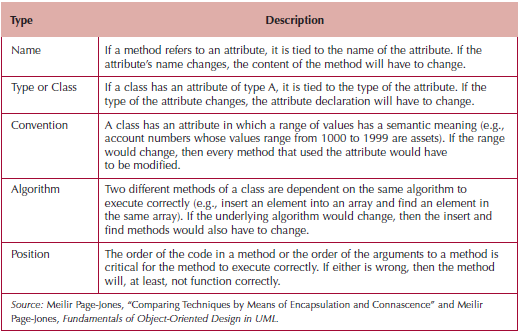 Type Description
Name If a method refers to an attribute, it is tied to the name of the attribute. If the
attribute's name changes, the content of the method will have to change.
Type or Class If a class has an attribute of type A, it is tied to the type of the attribute. If the
type of the attribute changes, the attribute declaration will have to change.
Convention A class has an attribute in which a range of values has a semantic meaning (e.g.,
account numbers whose values range from 1000 to 1999 are assets). If the range
would change, then every method that used the attribute would have
to be modified.
Algorithm Two different methods of a class are dependent on the same algorithm to
execute correctly (e.g., insert an element into an array and find an element in
the same array). If the underlying algorithm would change, then the insert and
find methods would also have to change.
Position The order of the code in a method or the order of the arguments to a method is
critical for the method to execute correctly. If either is wrong, then the method
will, at least, not function correctly.
Source: Meilir Page-Jones, “Comparing Techniques by Means of Encapsulation and Connascence” and Meilir
Page-Jones, Fundamentals of Object-Oriented Design in UML.